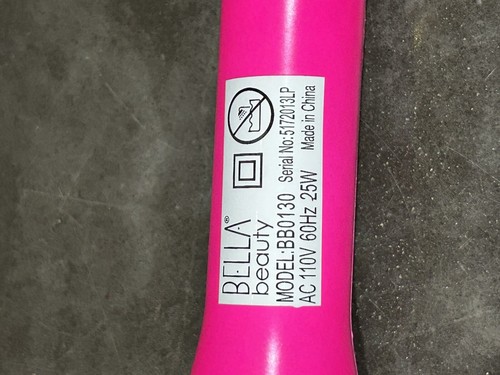 BELLA®
beauty
MODEL:BB0130 Serial No:5172013LP
AC 110V 60Hz 25W Made in China